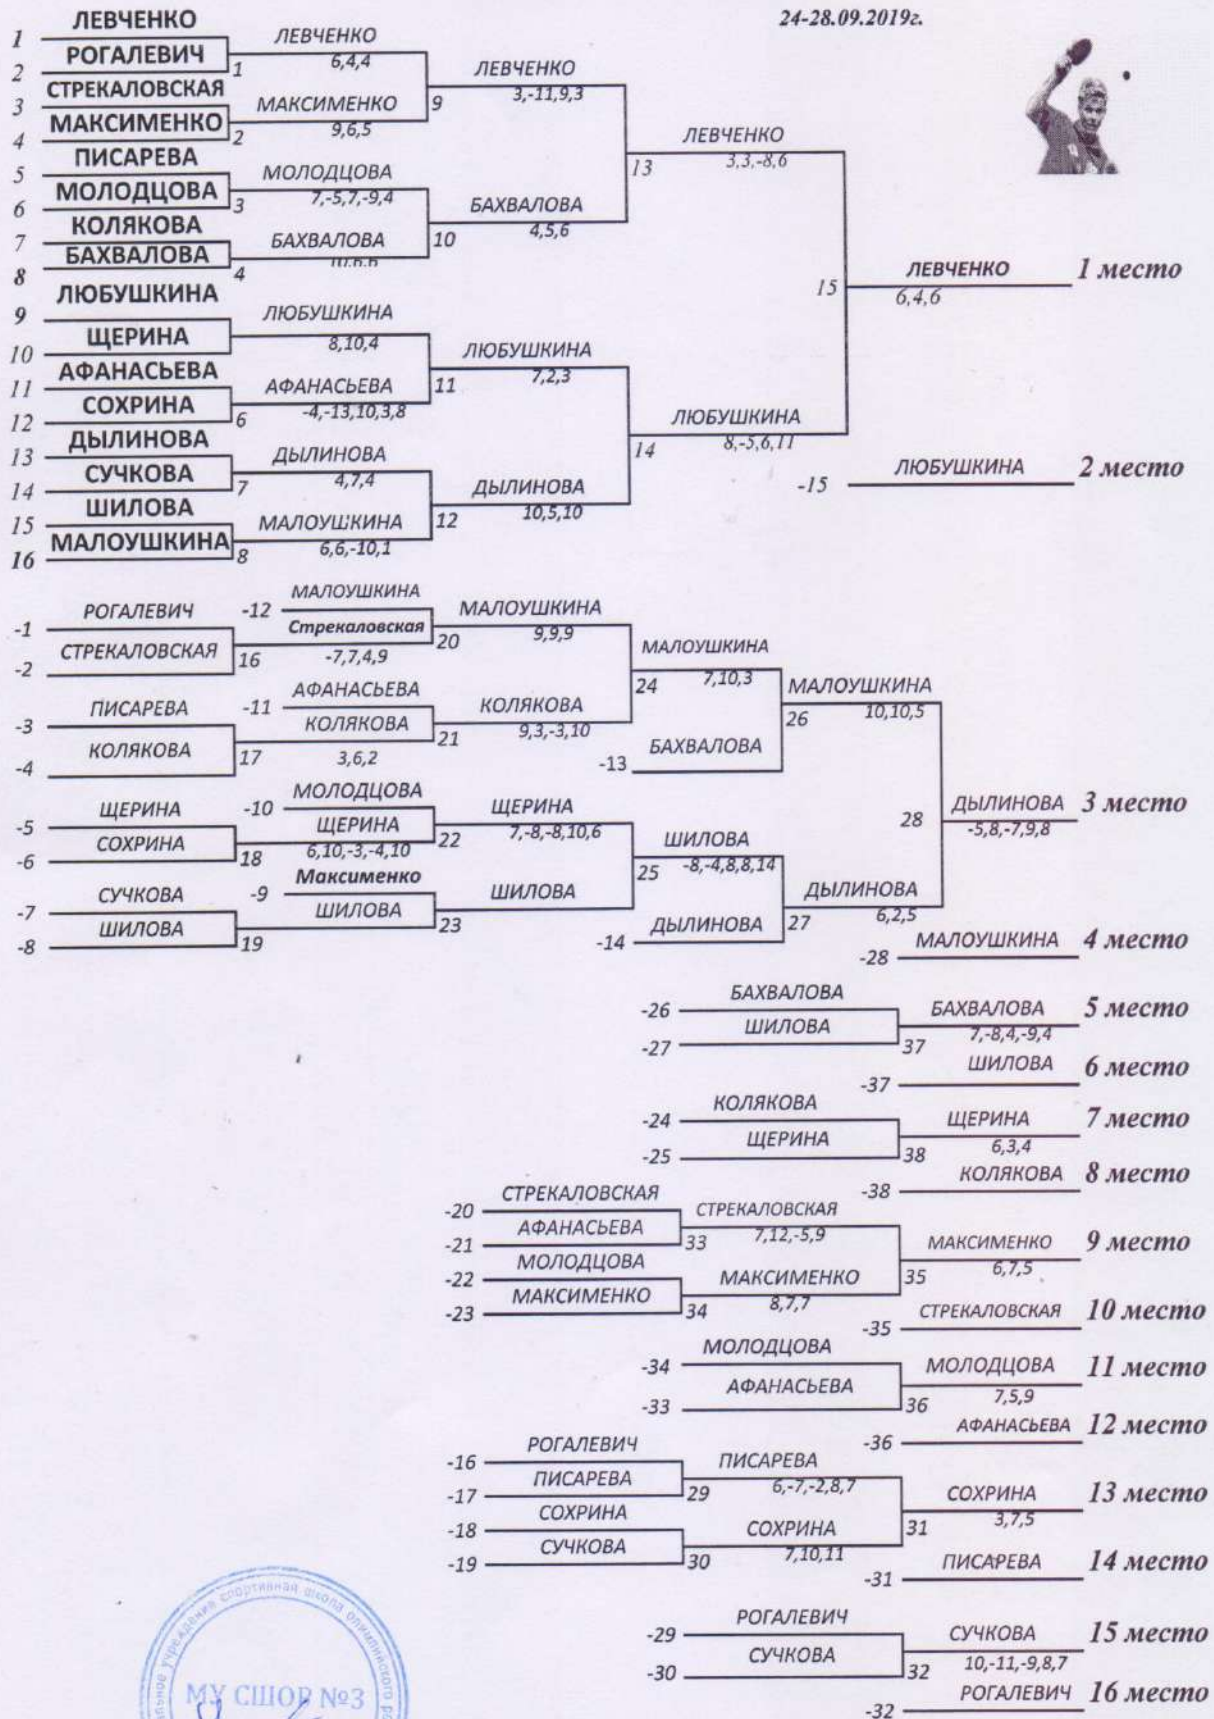 24-28.09.2019г.
1 ЛЕВЧЕНКО
2 РОГАЛЕВИЧ
1 ЛЕВЧЕНКО
6,4,4
3 СТРЕКАЛОВСКАЯ
4 МАКСИМЕНКО
2 МАКСИМЕНКО
9,6,5
9 ЛЕВЧЕНКО
3,-11,9,3
5 ПИСАРЕВА
6 МОЛОДЦОВА
3 МОЛОДЦОВА
7,-5,7,-9,4
7 КОЛЯКОВА
8 БАХВАЛОВА
4 БАХВАЛОВА
10,6,6
10 БАХВАЛОВА
4,5,6
13 ЛЕВЧЕНКО
3,3,-8,6
9 ЛЮБУШКИНА
10 ЩЕРИНА
ЛЮБУШКИНА
8,10,4
11 АФАНАСЬЕВА
12 СОХРИНА
6 АФАНАСЬЕВА
-4,-13,10,3,8
11 ЛЮБУШКИНА
7,2,3
13 ДЫЛИНОВА
14 СУЧКОВА
7 ДЫЛИНОВА
4,7,4
15 ШИЛОВА
16 МАЛОУШКИНА
8 МАЛОУШКИНА
6,6,-10,1
12 ДЫЛИНОВА
10,5,10
14 ЛЮБУШКИНА
8,-5,6,11
15 ЛЕВЧЕНКО 1 место
6,4,6
-15 ЛЮБУШКИНА 2 место
-1 РОГАЛЕВИЧ
-2 СТРЕКАЛОВСКАЯ
-12 МАЛОУШКИНА
16 Стрекаловская
-7,7,4,9
20 МАЛОУШКИНА
9,9,9
-3 ПИСАРЕВА
-4 КОЛЯКОВА
-11 АФАНАСЬЕВА
17 КОЛЯКОВА
3,6,2
21 КОЛЯКОВА
9,3,-3,10
24 МАЛОУШКИНА
7,10,3
-13 БАХВАЛОВА
26 МАЛОУШКИНА
10,10,5
-5 ЩЕРИНА
-6 СОХРИНА
-10 МОЛОДЦОВА
18 ЩЕРИНА
6,10,-3,-4,10
22 ЩЕРИНА
7,-8,-8,10,6
-7 СУЧКОВА
-8 ШИЛОВА
-9 Максименко
19 ШИЛОВА
23 ШИЛОВА
25 ШИЛОВА
-8,-4,8,8,14
-14 ДЫЛИНОВА
27 ДЫЛИНОВА
6,2,5
28 ДЫЛИНОВА 3 место
-5,8,-7,9,8
-28 МАЛОУШКИНА 4 место
-26 БАХВАЛОВА
-27 ШИЛОВА
37 БАХВАЛОВА 5 место
7,-8,4,-9,4
-37 ШИЛОВА 6 место
-24 КОЛЯКОВА
-25 ЩЕРИНА
38 ЩЕРИНА 7 место
6,3,4
-38 КОЛЯКОВА 8 место
-20 СТРЕКАЛОВСКАЯ
-21 АФАНАСЬЕВА
33 СТРЕКАЛОВСКАЯ
7,12,-5,9
-22 МОЛОДЦОВА
-23 МАКСИМЕНКО
34 МАКСИМЕНКО
8,7,7
35 МАКСИМЕНКО 9 место
6,7,5
-35 СТРЕКАЛОВСКАЯ 10 место
-34 МОЛОДЦОВА
-33 АФАНАСЬЕВА
36 МОЛОДЦОВА 11 место
7,5,9
-36 АФАНАСЬЕВА 12 место
-16 РОГАЛЕВИЧ
-17 ПИСАРЕВА
29 ПИСАРЕВА
6,-7,-2,8,7
-18 СОХРИНА
-19 СУЧКОВА
30 СОХРИНА
7,10,11
31 СОХРИНА 13 место
3,7,5
-31 ПИСАРЕВА 14 место
-29 РОГАЛЕВИЧ
-30 СУЧКОВА
32 СУЧКОВА 15 место
10,-11,-9,8,7
-32 РОГАЛЕВИЧ 16 место
учреждение спортивная школа олимпийского
МУ СШОР №3